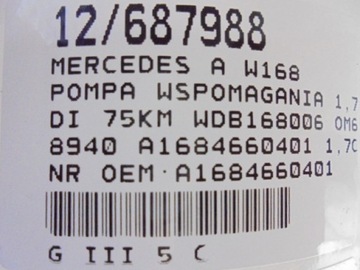 12/687988
MERCEDES A W168
POMPA WSPOMAGANIA 1,7
DI 75KM WDB168006 OM6
8940 A1684660401 1,7C
NR OEM A1684660401
G III 5 C